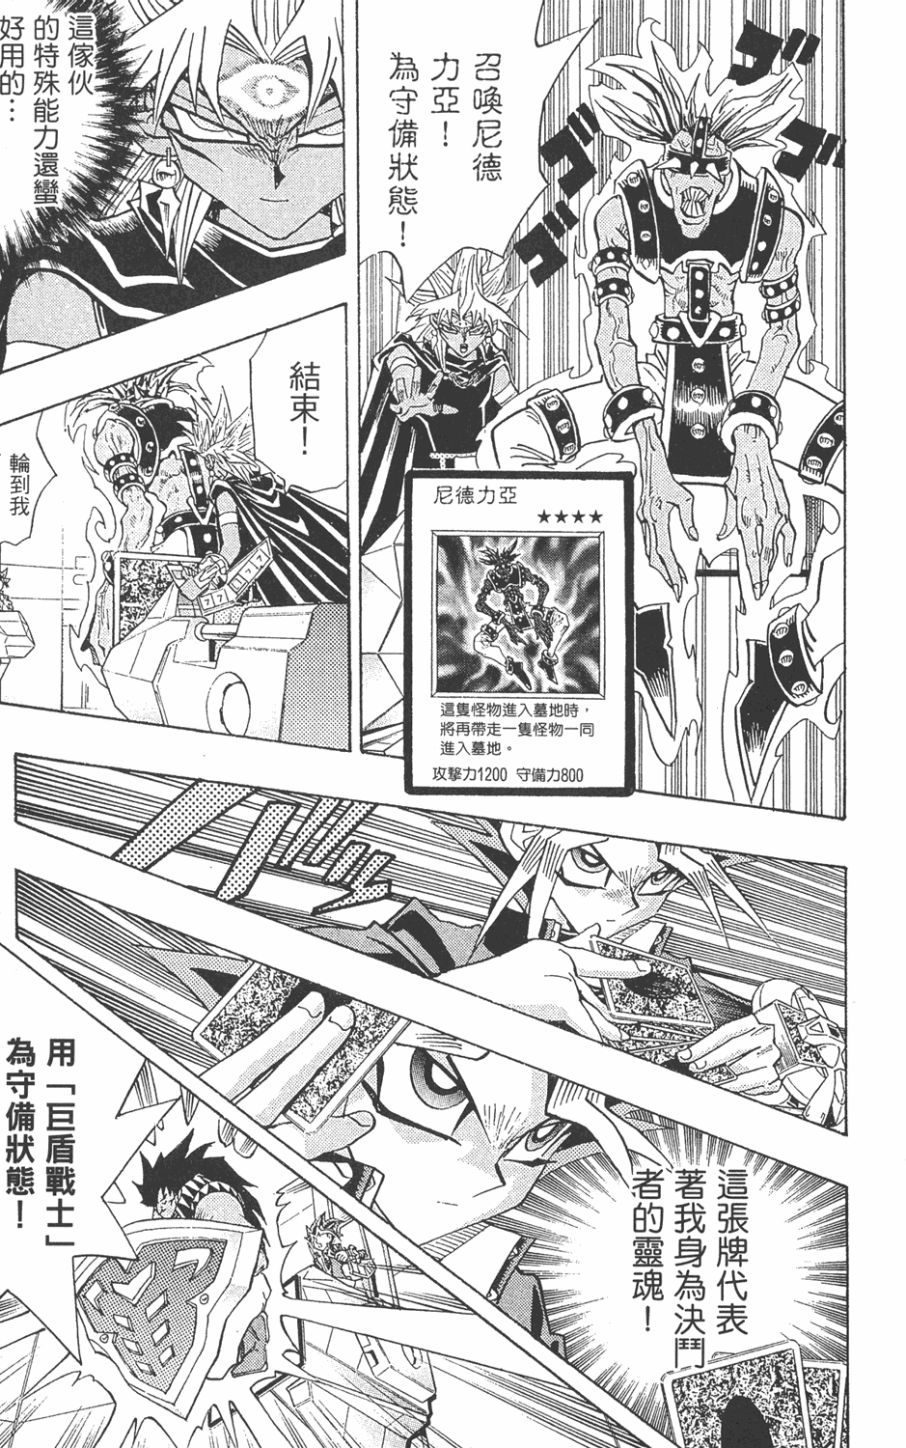 召喚尼德
力亞！
為守備狀態！
ゴ
ゴ
ゴ
ゴ
尼德力亞
★★★★
這隻怪物進入墓地時，
將再帶走一隻怪物一同
進入墓地。
攻擊力1200 守備力800
這傢伙
的特殊能力還蠻
好用的…
結束！
輪到我
這張牌代表
著我身為決鬥
者的靈魂！
用「巨盾戰士」
為守備狀態！